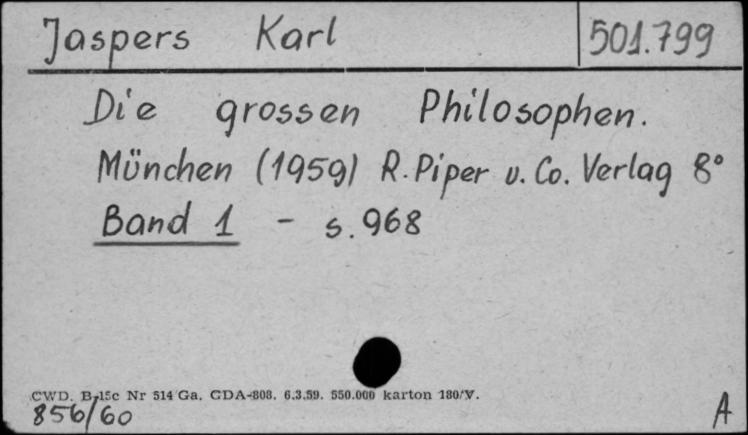 Jaspers Karl 501.799
Die grossen Philosophen.
München (1959) R. Piper u. Co. Verlag 8°
Band 1 - s. 968
CWD. B-15c Nr 514 Ga. GDA-808. 6.3.59. 550.000 karton 180/V.
856/60 A